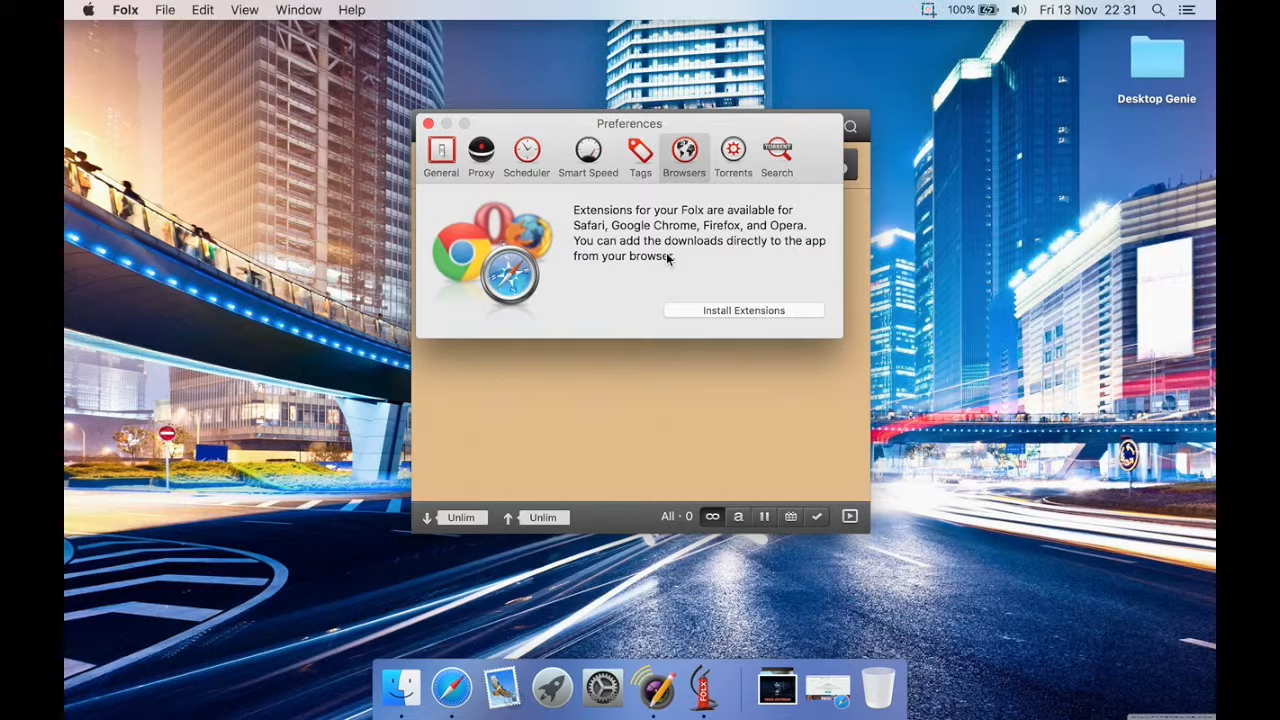 Folx File Edit View Window Help 100% Fri 13 Nov 22 31
Desktop Genie
Preferences
General Proxy Scheduler Smart Speed Tags Browsers Torrents Search
TORRENT
Extensions for your Folx are available for
Safari, Google Chrome, Firefox, and Opera.
You can add the downloads directly to the app
from your browser.
Install Extensions
Unlim Unlim All · 0 a
FOLX